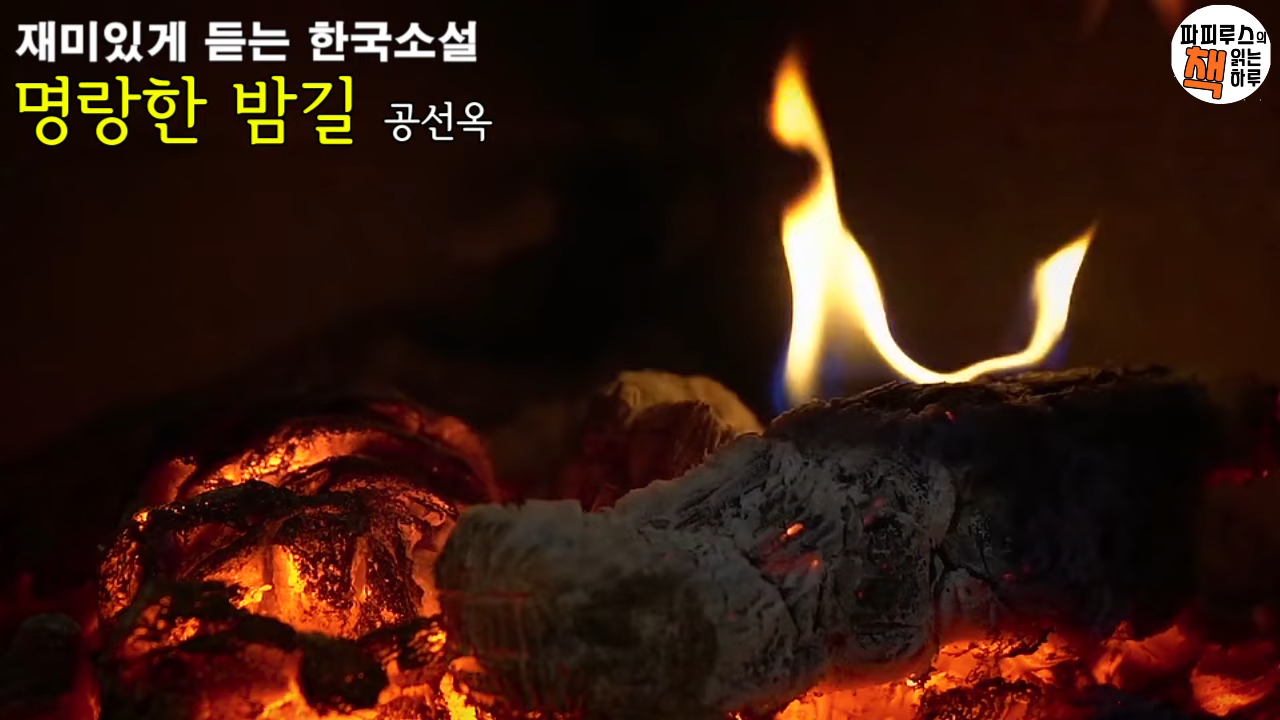 재미있게 듣는 한국소설
명랑한 밤길 공선옥
파피루스의
책 읽는
하루